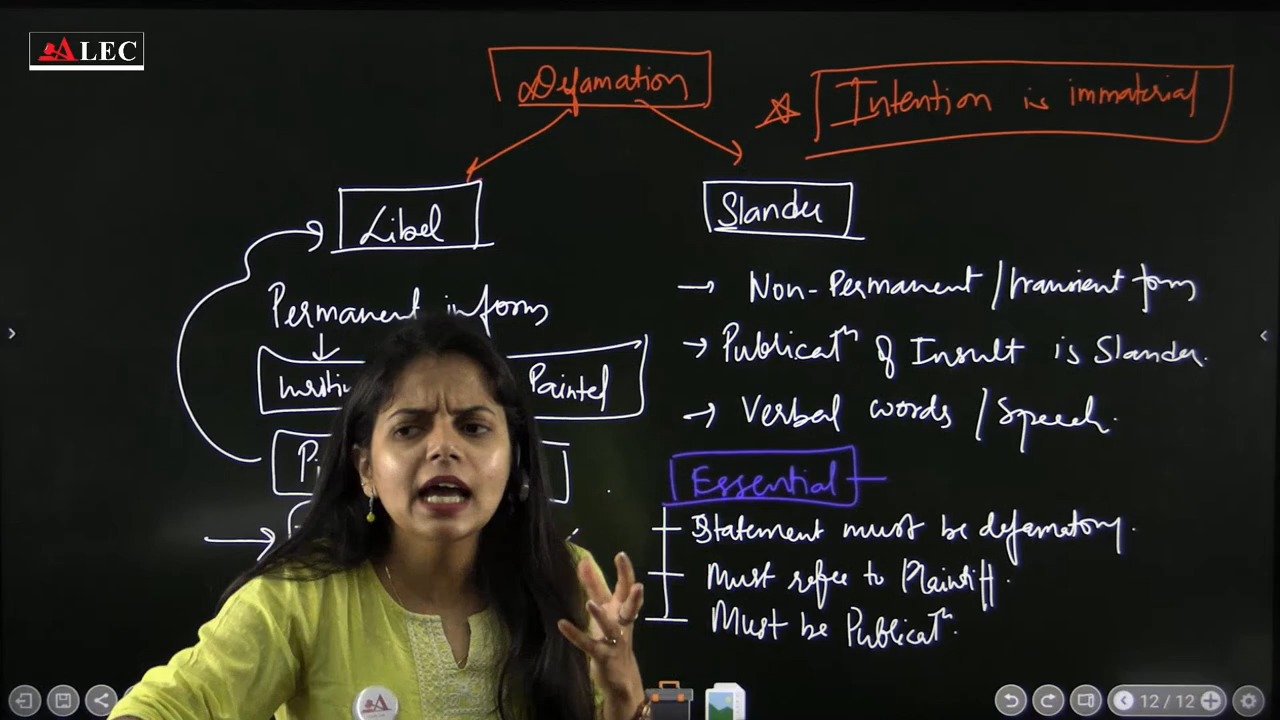 ALEC
Defamation
Intention is immaterial
Libel
Slander
Permanent in form
Non-Permanent / transient form
Publicatn of Insult is Slander.
Painted
Verbal words / Speech.
Essential
Statement must be defamatory.
Must refer to Plaintiff.
Must be Publicatn.
12 / 12